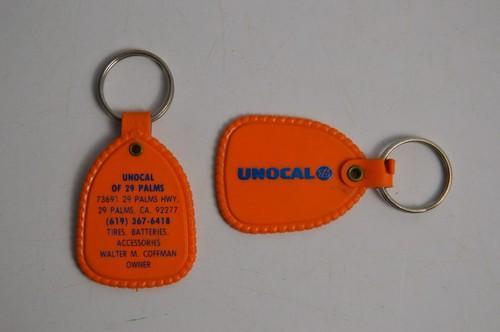 UNOCAL
OF 29 PALMS
73691 29 PALMS HWY.
29 PALMS, CA. 92277
(619) 367-6418
TIRES, BATTERIES,
ACCESSORIES
WALTER M. COFFMAN
OWNER
UNOCAL 76